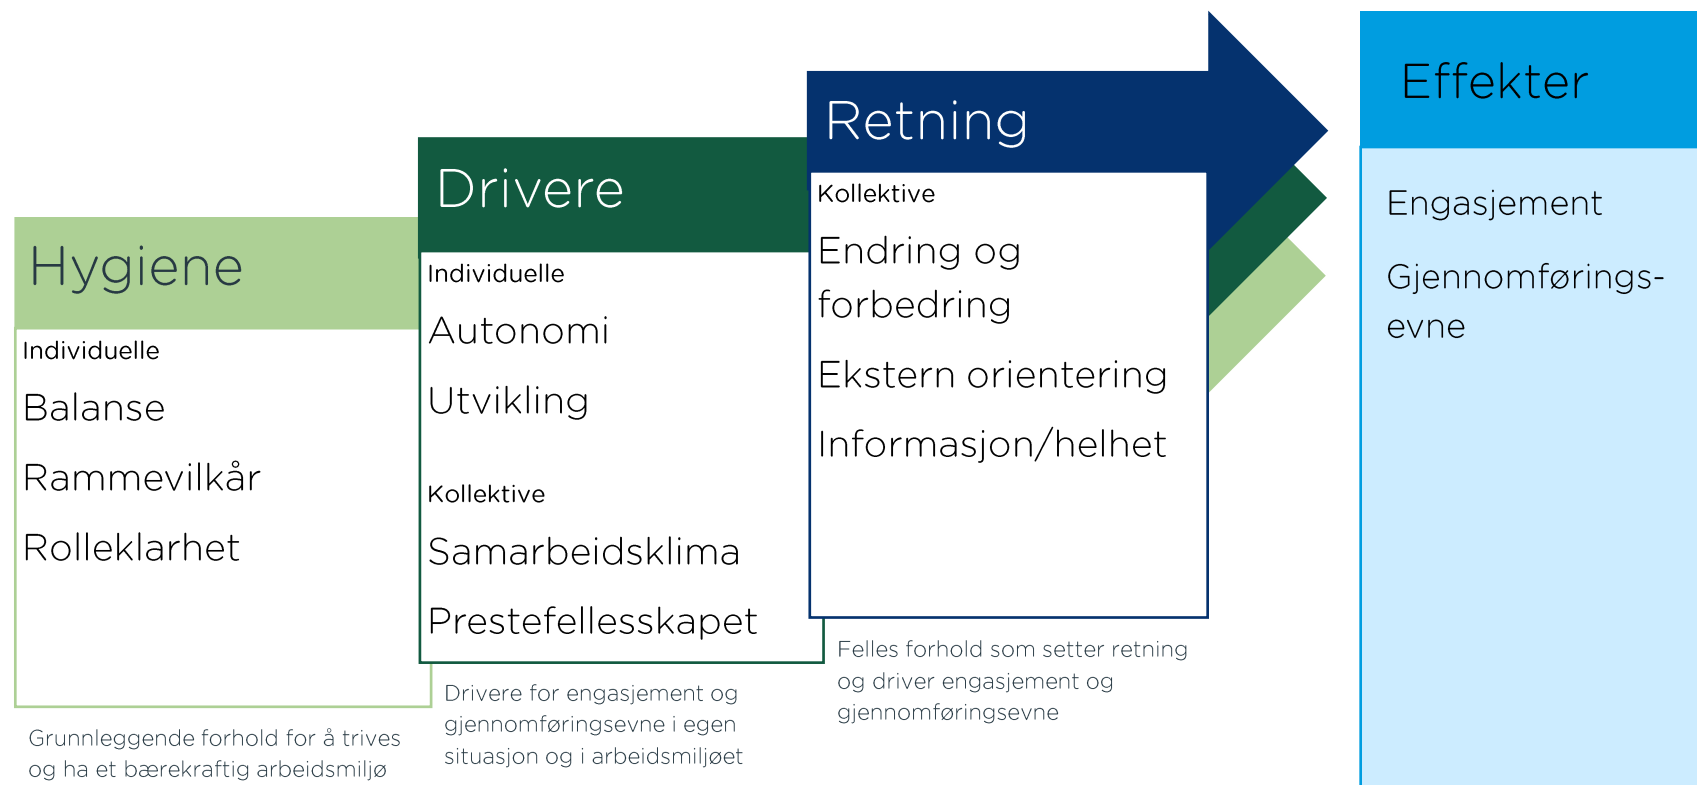 Hygiene
Individuelle
Balanse
Rammevilkår
Rolleklarhet
Grunnleggende forhold for å trives
og ha et bærekraftig arbeidsmiljø
Drivere
Individuelle
Autonomi
Utvikling
Kollektive
Samarbeidsklima
Prestefellesskapet
Drivere for engasjement og
gjennomføringsevne i egen
situasjon og i arbeidsmiljøet
Retning
Kollektive
Endring og
forbedring
Ekstern orientering
Informasjon/helhet
Felles forhold som setter retning
og driver engasjement og
gjennomføringsevne
Effekter
Engasjement
Gjennomførings-
evne